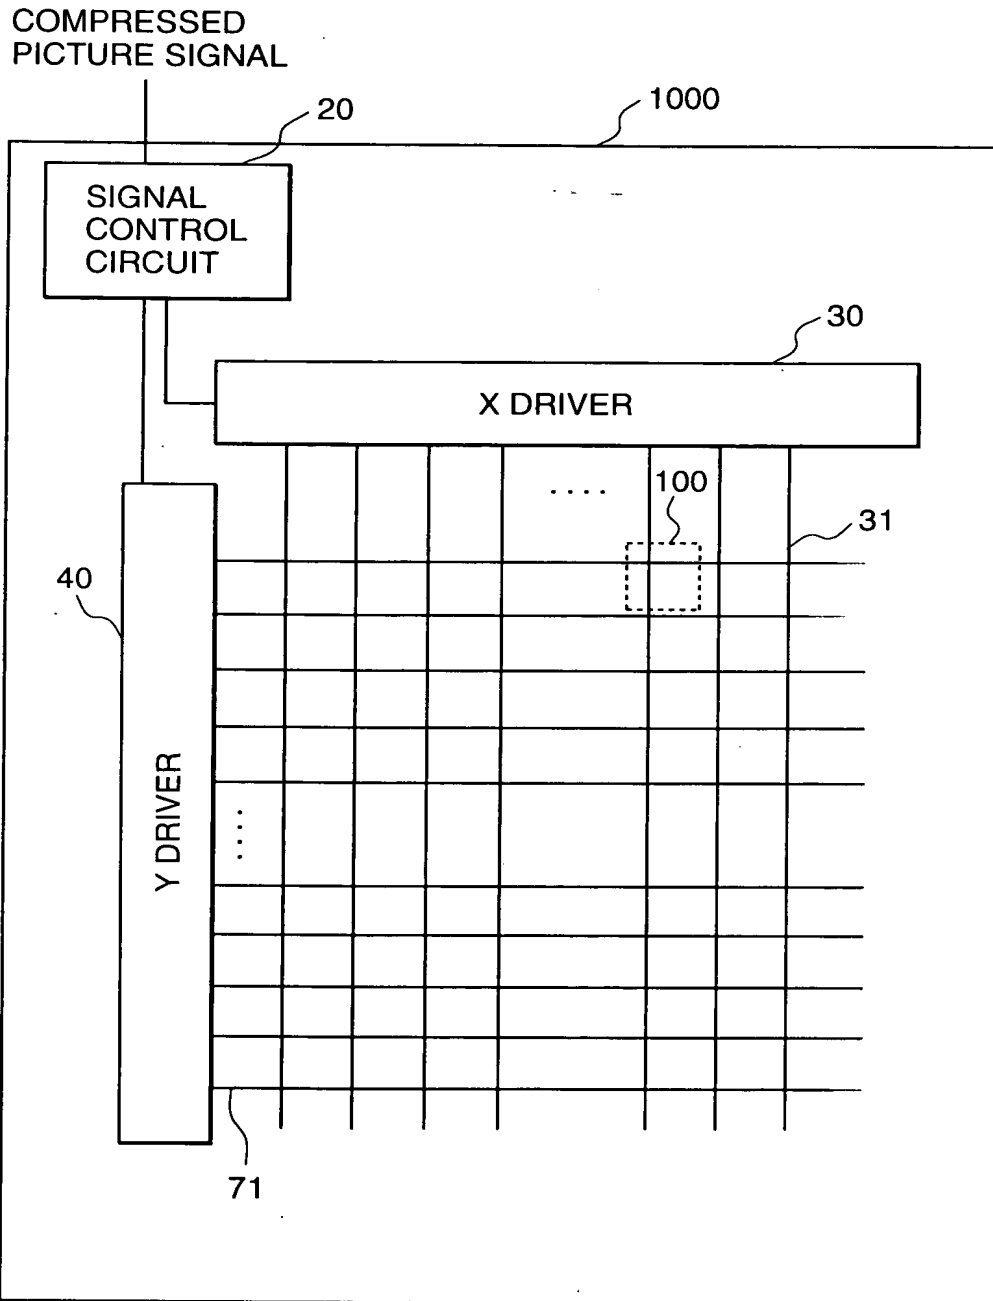 COMPRESSED
PICTURE SIGNAL
20
1000
SIGNAL
CONTROL
CIRCUIT
30
X DRIVER
100
31
40
Y DRIVER
71